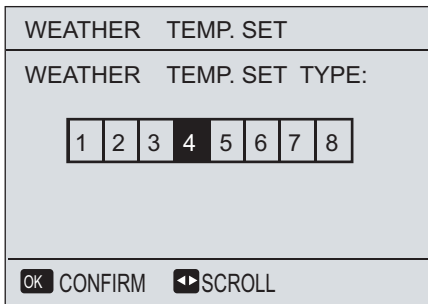 WEATHER TEMP. SET
WEATHER TEMP. SET TYPE:
1 2 3 4 5 6 7 8
OK CONFIRM SCROLL